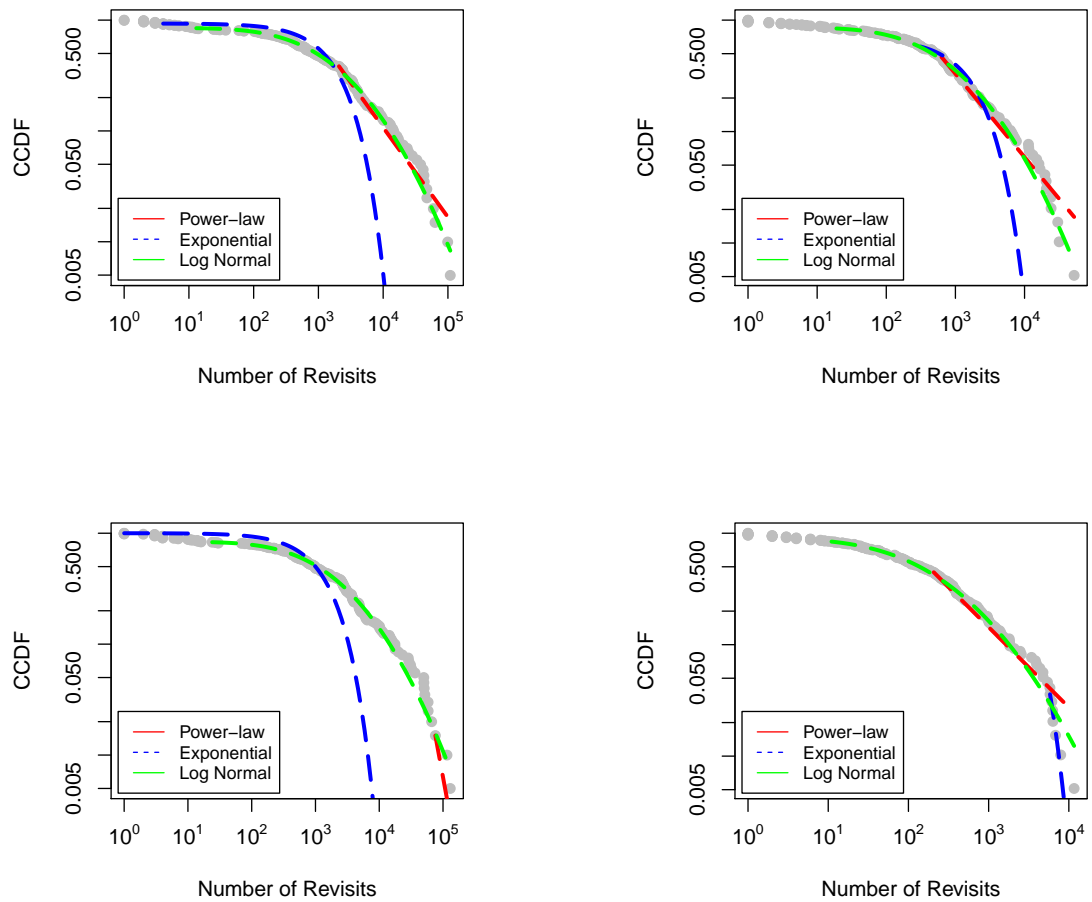 CCDF
0.500
0.050
0.005
Power−law
Exponential
Log Normal
10^0 10^1 10^2 10^3 10^4 10^5
Number of Revisits
CCDF
0.500
0.050
0.005
Power−law
Exponential
Log Normal
10^0 10^1 10^2 10^3 10^4
Number of Revisits
CCDF
0.500
0.050
0.005
Power−law
Exponential
Log Normal
10^0 10^1 10^2 10^3 10^4 10^5
Number of Revisits
CCDF
0.500
0.050
0.005
Power−law
Exponential
Log Normal
10^0 10^1 10^2 10^3 10^4
Number of Revisits